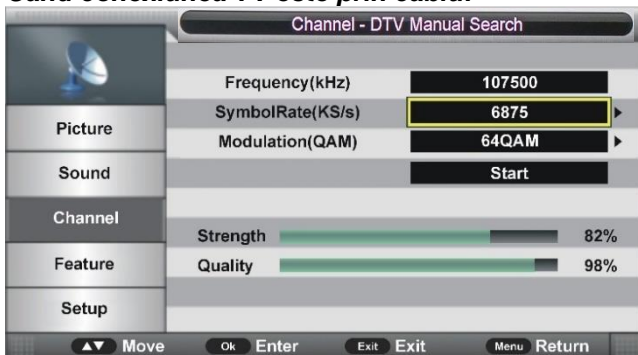 Channel - DTV Manual Search
Frequency(kHz) 107500
SymbolRate(KS/s) 6875
Picture
Modulation(QAM) 64QAM
Sound
Start
Channel
Strength 82%
Feature
Quality 98%
Setup
▲▼ Move Ok Enter Exit Exit Menu Return